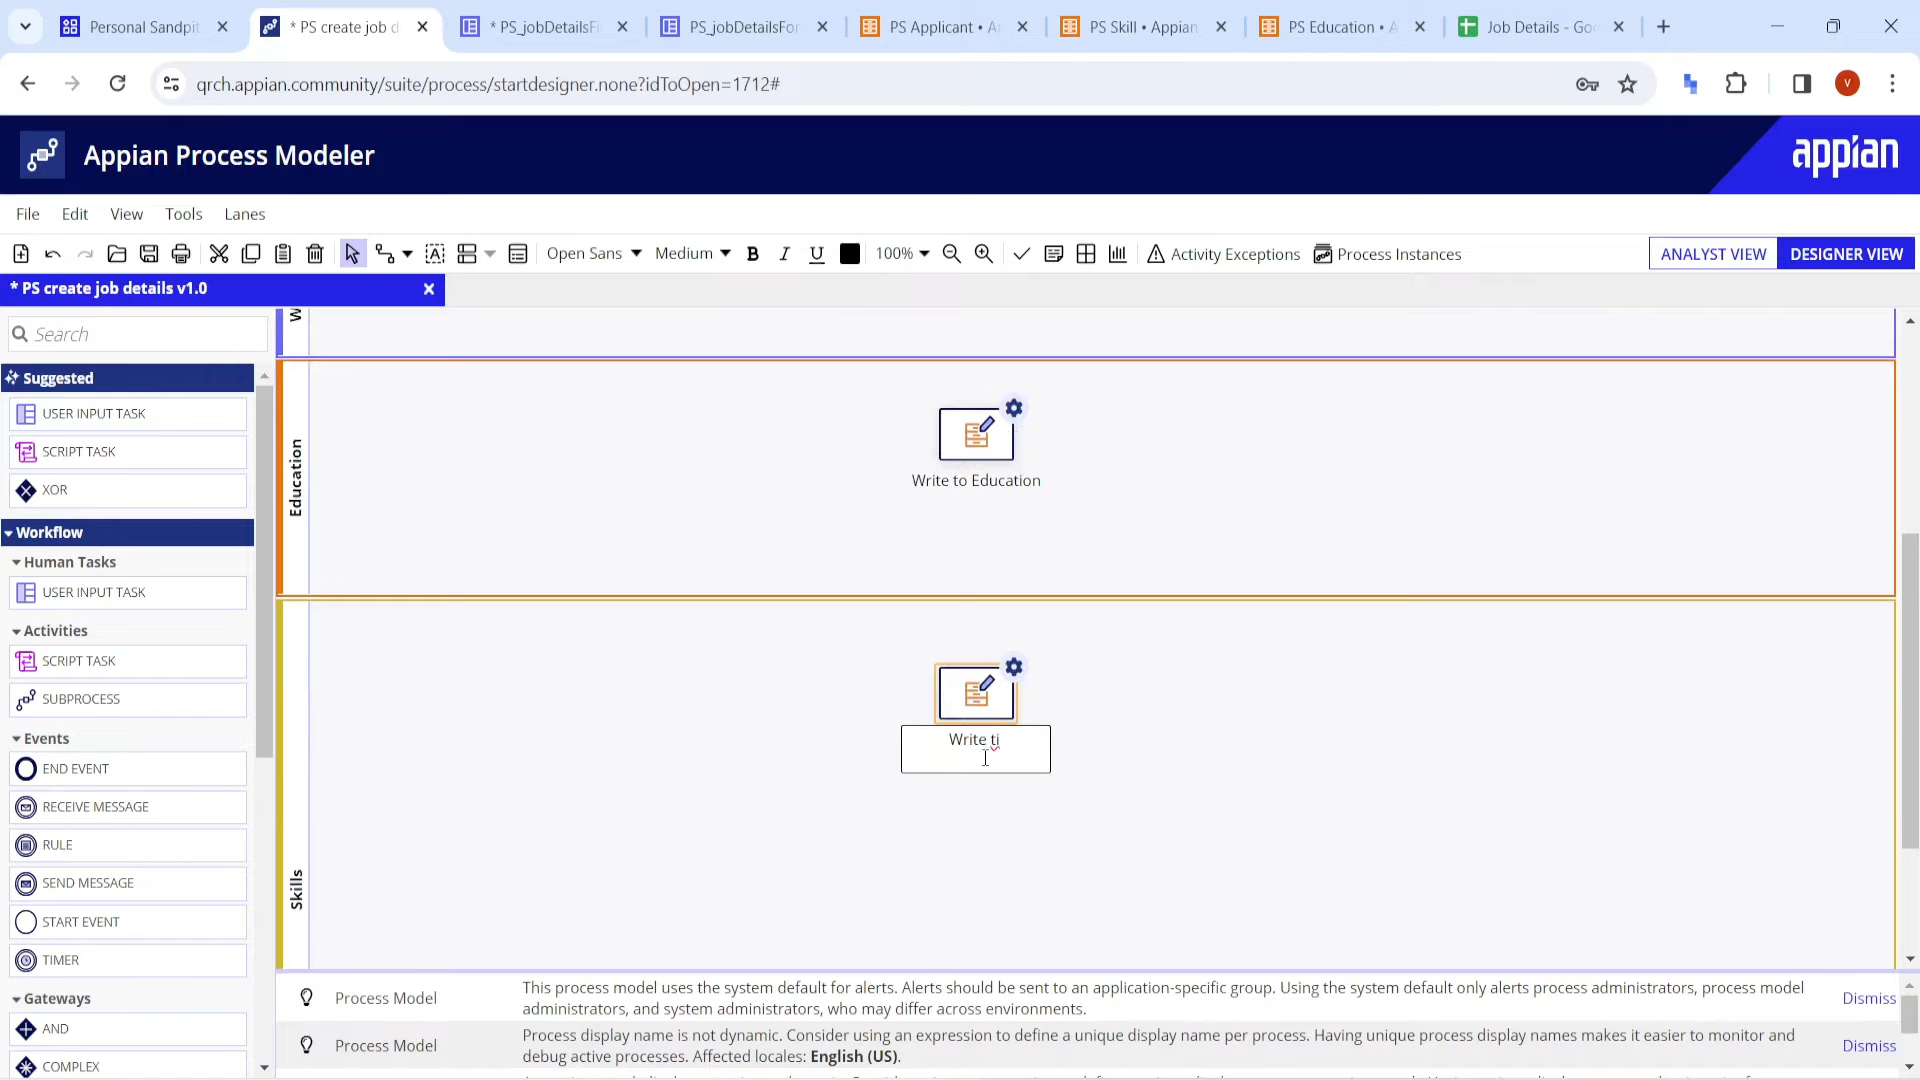 Personal Sandpit
* PS create job d
* PS_jobDetailsFi
PS_jobDetailsFor
PS Applicant • A
PS Skill • Appian
PS Education • A
Job Details - Goo
qrch.appian.community/suite/process/startdesigner.none?idToOpen=1712#
V
Appian Process Modeler
appian
File Edit View Tools Lanes
Open Sans Medium B I U 100% Activity Exceptions Process Instances ANALYST VIEW DESIGNER VIEW
* PS create job details v1.0
Search
Suggested
USER INPUT TASK
SCRIPT TASK
XOR
Workflow
Human Tasks
USER INPUT TASK
Activities
SCRIPT TASK
SUBPROCESS
Events
END EVENT
RECEIVE MESSAGE
RULE
SEND MESSAGE
START EVENT
TIMER
Gateways
AND
COMPLEX
W
Education
Write to Education
Skills
Write ti
Process Model
This process model uses the system default for alerts. Alerts should be sent to an application-specific group. Using the system default only alerts process administrators, process model
administrators, and system administrators, who may differ across environments.
Dismiss
Process Model
Process display name is not dynamic. Consider using an expression to define a unique display name per process. Having unique process display names makes it easier to monitor and
debug active processes. Affected locales: English (US).
Dismiss